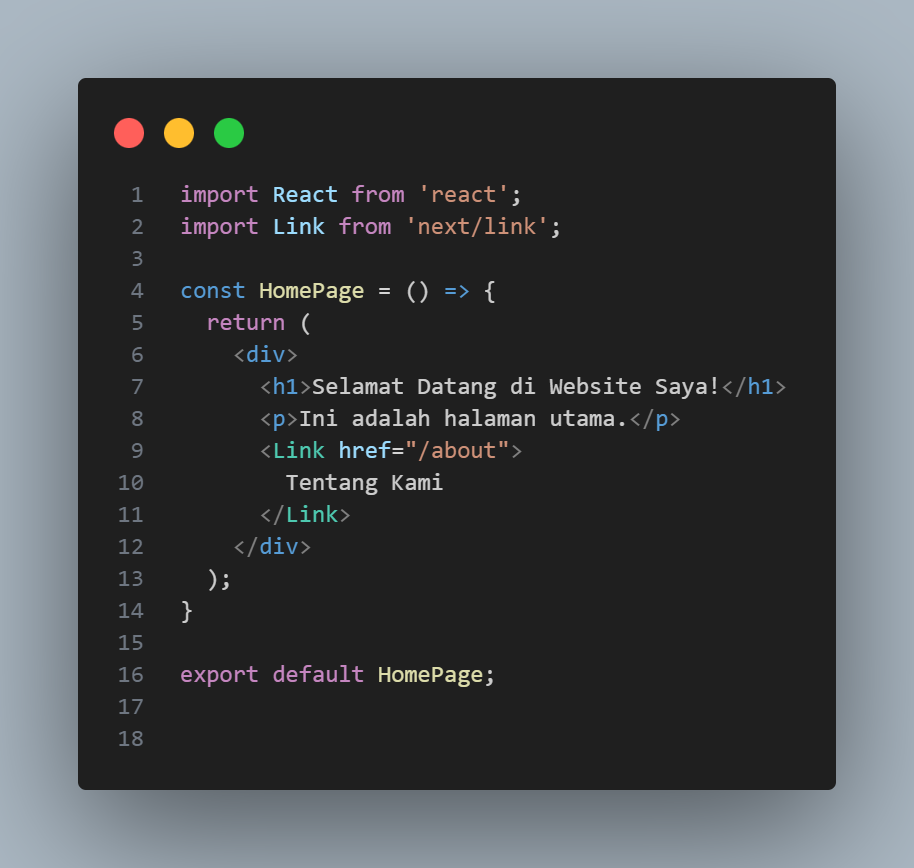 1 import React from 'react';
2 import Link from 'next/link';
3
4 const HomePage = () => {
5   return (
6     <div>
7       <h1>Selamat Datang di Website Saya!</h1>
8       <p>Ini adalah halaman utama.</p>
9       <Link href="/about">
10         Tentang Kami
11       </Link>
12     </div>
13   );
14 }
15
16 export default HomePage;
17
18